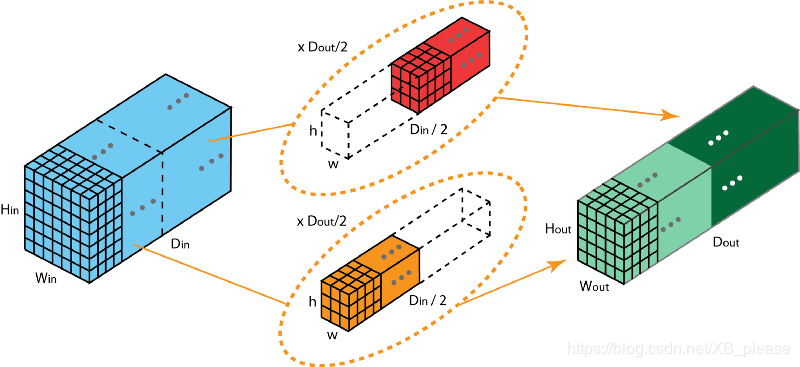 x Dout/2
h
w
Din / 2
Hin
Win
Din
x Dout/2
h
w
Din / 2
Hout
Wout
Dout
https://blog.csdn.net/XB_please